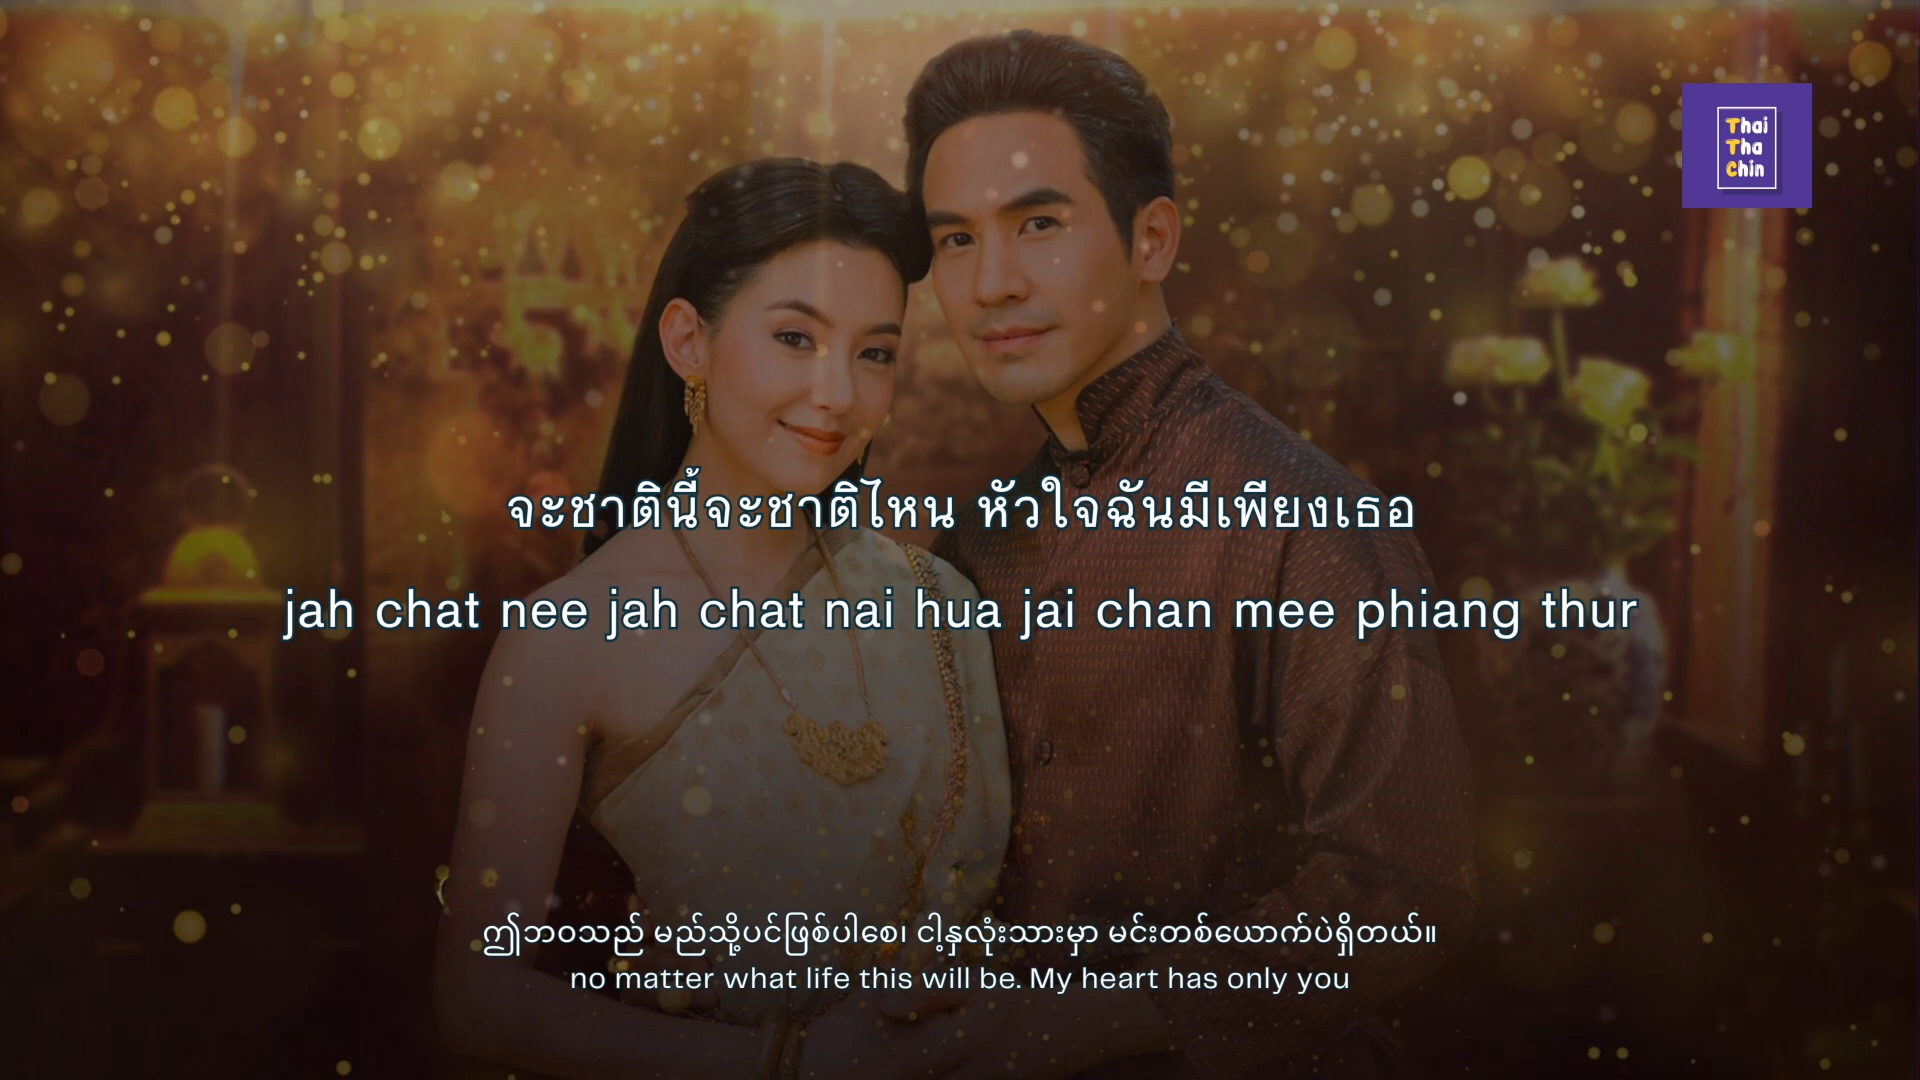 Thai
Tha
Chin
จะชาตินี้จะชาติไหน หัวใจฉันมีเพียงเธอ
jah chat nee jah chat nai hua jai chan mee phiang thur
ဤဘဝသည် မည်သို့ပင်ဖြစ်ပါစေ၊ ငါ့နှလုံးသားမှာ မင်းတစ်ယောက်ပဲရှိတယ်။
no matter what life this will be. My heart has only you